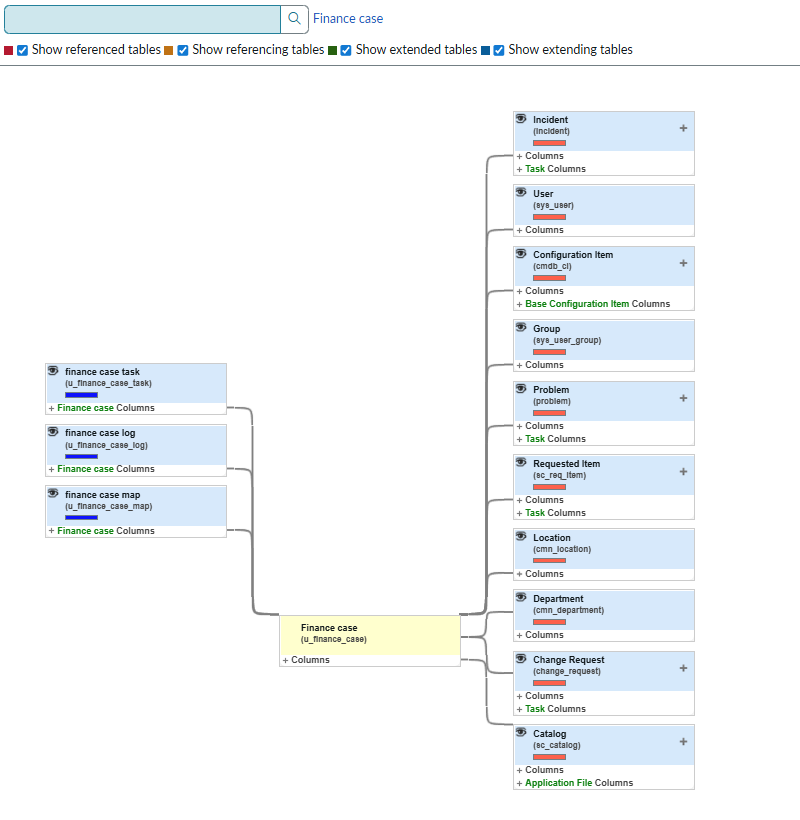 Finance case
Show referenced tables Show referencing tables Show extended tables Show extending tables
Incident
(incident)
+ Columns
+ Task Columns
User
(sys_user)
+ Columns
Configuration Item
(cmdb_ci)
+ Columns
+ Base Configuration Item Columns
Group
(sys_user_group)
+ Columns
finance case task
(u_finance_case_task)
+ Finance case Columns
finance case log
(u_finance_case_log)
+ Finance case Columns
finance case map
(u_finance_case_map)
+ Finance case Columns
Problem
(problem)
+ Columns
+ Task Columns
Requested Item
(sc_req_item)
+ Columns
+ Task Columns
Location
(cmn_location)
+ Columns
Department
(cmn_department)
+ Columns
Finance case
(u_finance_case)
+ Columns
Change Request
(change_request)
+ Columns
+ Task Columns
Catalog
(sc_catalog)
+ Columns
+ Application File Columns